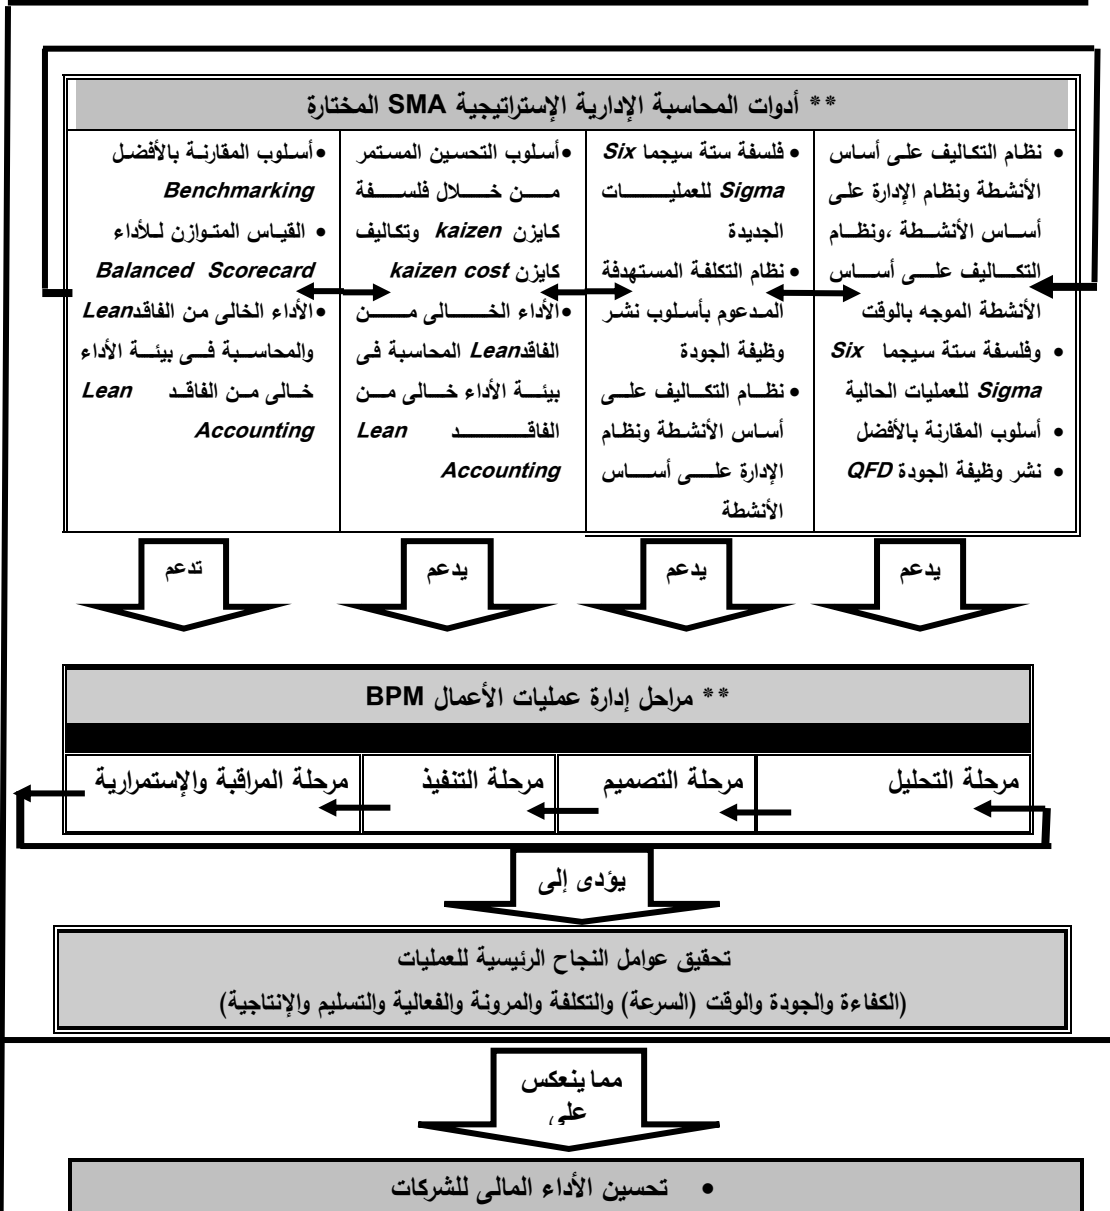 ** أدوات المحاسبة الإدارية الإستراتيجية SMA المختارة
• نظام التكاليف على أساس
الأنشطة ونظام الإدارة على
أساس الأنشطة ،ونظام
التكاليف على أساس
الأنشطة الموجه بالوقت
• وفلسفة ستة سيجما Six
Sigma للعمليات الحالية
• أسلوب المقارنة بالأفضل
• نشر وظيفة الجودة QFD
• فلسفة ستة سيجما Six
Sigma للعمليات
الجديدة
• نظام التكلفة المستهدفة
المدعوم بأسلوب نشر
وظيفة الجودة
• نظام التكاليف على
أساس الأنشطة ونظام
الإدارة على أساس
الأنشطة
•أسلوب التحسين المستمر
من خلال فلسفة
كايزن kaizen وتكاليف
كايزن kaizen cost
•الأداء الخالى من
الفاقدLean المحاسبة فى
بيئة الأداء خالى من
الفاقد Lean
Accounting
•أسلوب المقارنة بالأفضل
Benchmarking
• القياس المتوازن للأداء
Balanced Scorecard
•الأداء الخالى من الفاقدLean
والمحاسبة فى بيئة الأداء
خالى من الفاقد Lean
Accounting
يدعم
يدعم
يدعم
تدعم
** مراحل إدارة عمليات الأعمال BPM
مرحلة التحليل
مرحلة التصميم
مرحلة التنفيذ
مرحلة المراقبة والإستمرارية
يؤدى إلى
تحقيق عوامل النجاح الرئيسية للعمليات
(الكفاءة والجودة والوقت (السرعة) والتكلفة والمرونة والفعالية والتسليم والإنتاجية)
مما ينعكس
على
• تحسين الأداء المالى للشركات